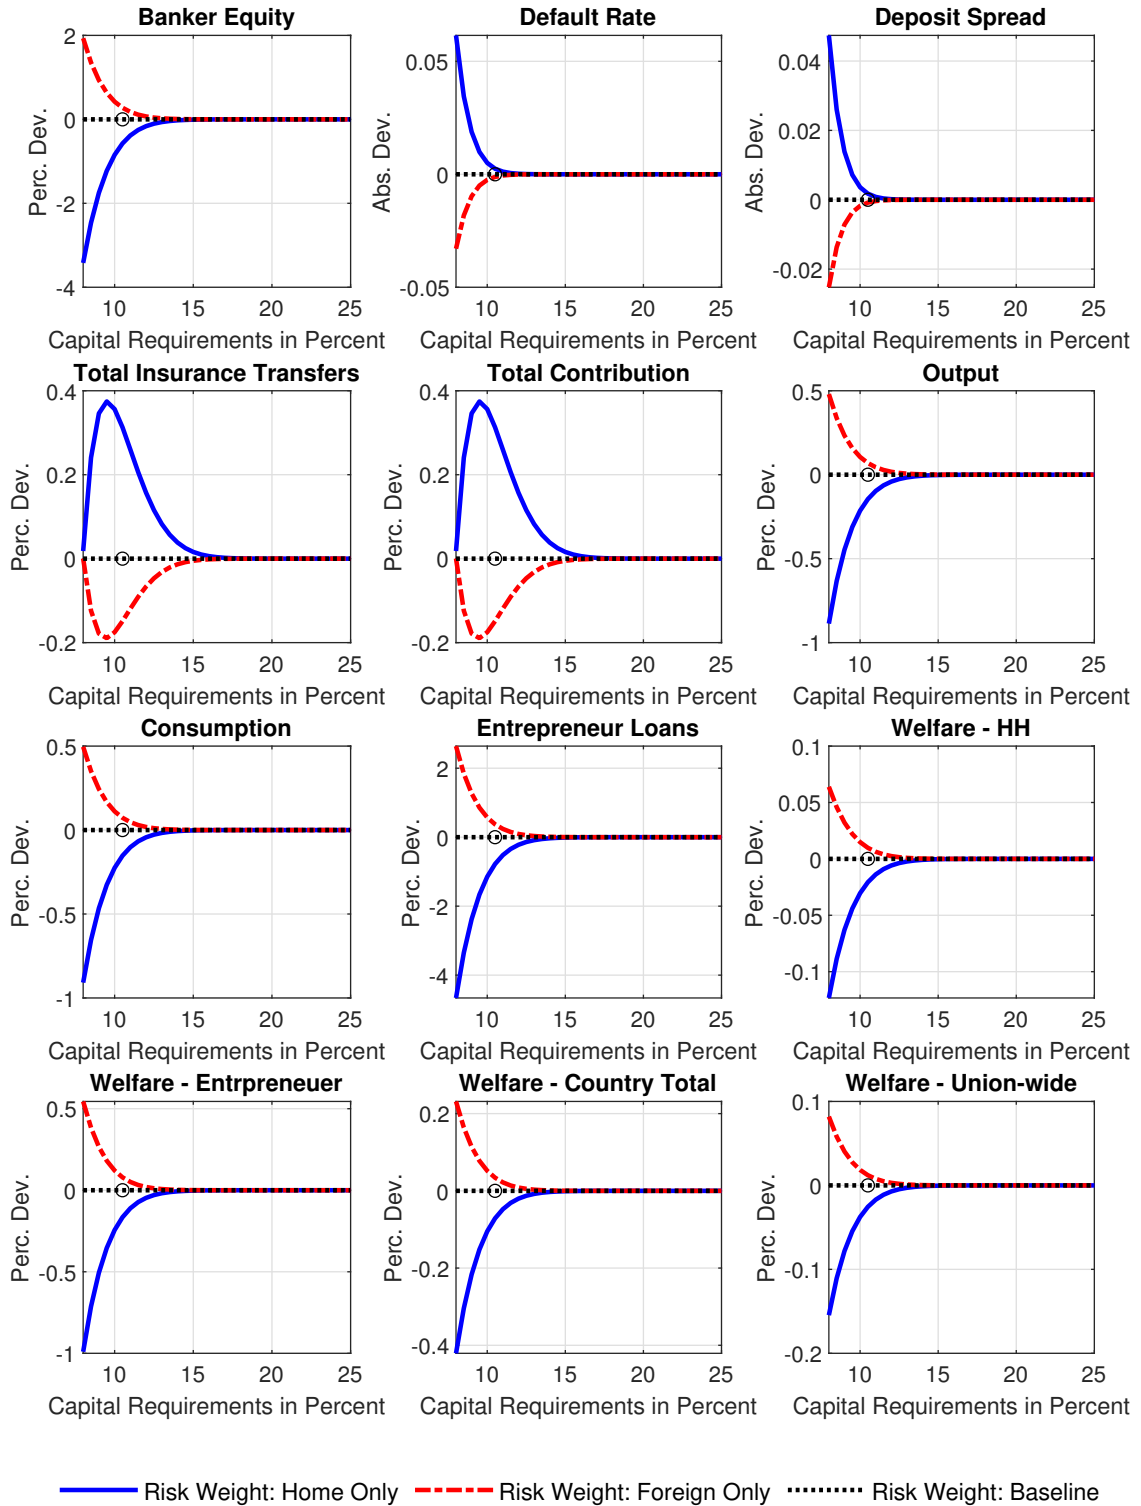 Banker Equity
Default Rate
Deposit Spread
2
0
-2
-4
Perc. Dev.
10 15 20 25
Capital Requirements in Percent
0.05
0
-0.05
Abs. Dev.
10 15 20 25
Capital Requirements in Percent
0.04
0.02
0
-0.02
Abs. Dev.
10 15 20 25
Capital Requirements in Percent
Total Insurance Transfers
Total Contribution
Output
0.4
0.2
0
-0.2
Perc. Dev.
10 15 20 25
Capital Requirements in Percent
0.4
0.2
0
-0.2
Perc. Dev.
10 15 20 25
Capital Requirements in Percent
0.5
0
-0.5
-1
Perc. Dev.
10 15 20 25
Capital Requirements in Percent
Consumption
Entrepreneur Loans
Welfare - HH
0.5
0
-0.5
-1
Perc. Dev.
10 15 20 25
Capital Requirements in Percent
2
0
-2
-4
Perc. Dev.
10 15 20 25
Capital Requirements in Percent
0.1
0.05
0
-0.05
-0.1
Perc. Dev.
10 15 20 25
Capital Requirements in Percent
Welfare - Entrpreneuer
Welfare - Country Total
Welfare - Union-wide
0.5
0
-0.5
-1
Perc. Dev.
10 15 20 25
Capital Requirements in Percent
0.2
0
-0.2
-0.4
Perc. Dev.
10 15 20 25
Capital Requirements in Percent
0.1
0
-0.1
-0.2
Perc. Dev.
10 15 20 25
Capital Requirements in Percent
Risk Weight: Home Only
Risk Weight: Foreign Only
Risk Weight: Baseline